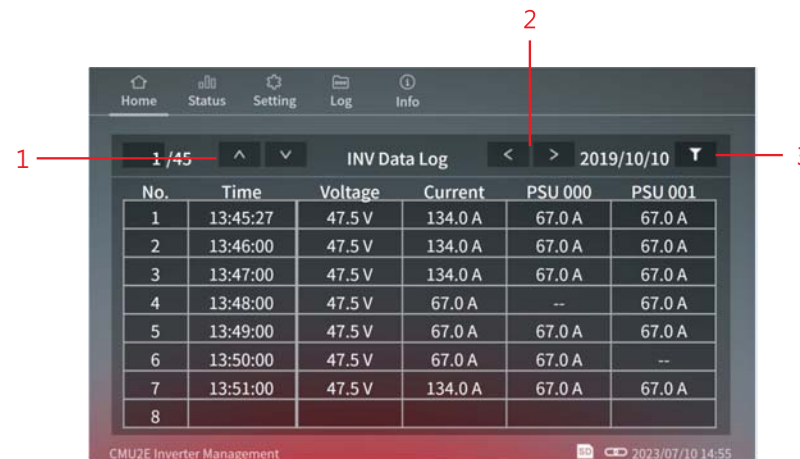 2
Home Status Setting Log Info
1 1 /45 INV Data Log < > 2019/10/10 3
No. Time Voltage Current PSU 000 PSU 001
1 13:45:27 47.5 V 134.0 A 67.0 A 67.0 A
2 13:46:00 47.5 V 134.0 A 67.0 A 67.0 A
3 13:47:00 47.5 V 134.0 A 67.0 A 67.0 A
4 13:48:00 47.5 V 67.0 A -- 67.0 A
5 13:49:00 47.5 V 67.0 A 67.0 A 67.0 A
6 13:50:00 47.5 V 67.0 A 67.0 A --
7 13:51:00 47.5 V 134.0 A 67.0 A 67.0 A
8
CMU2E Inverter Management SD 2023/07/10 14:55